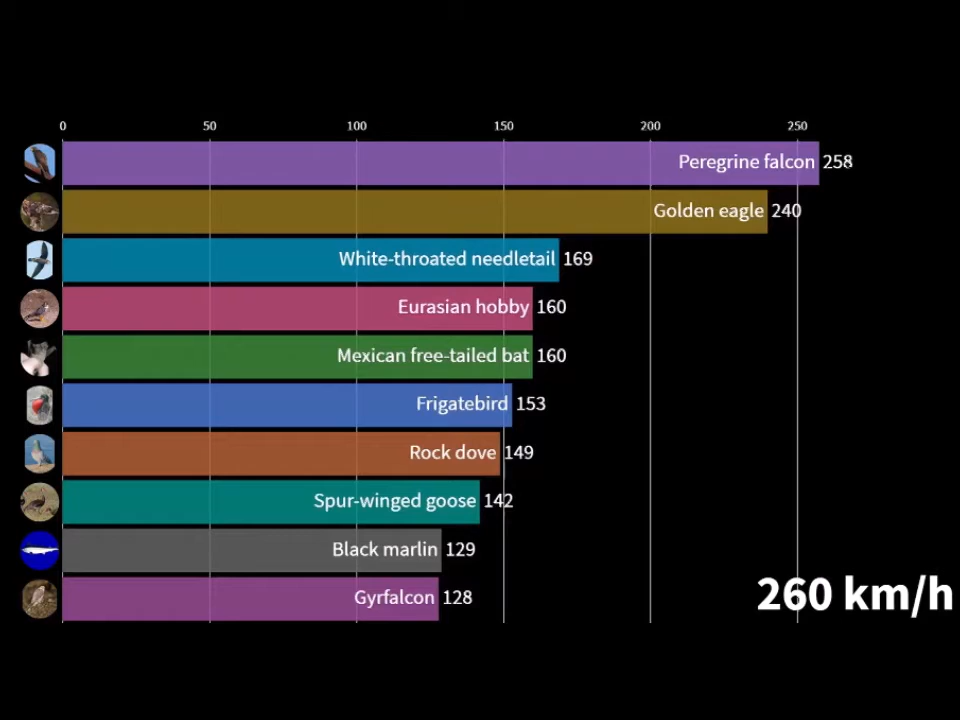 0 50 100 150 200 250
Peregrine falcon 258
Golden eagle 240
White-throated needletail 169
Eurasian hobby 160
Mexican free-tailed bat 160
Frigatebird 153
Rock dove 149
Spur-winged goose 142
Black marlin 129
Gyrfalcon 128
260 km/h